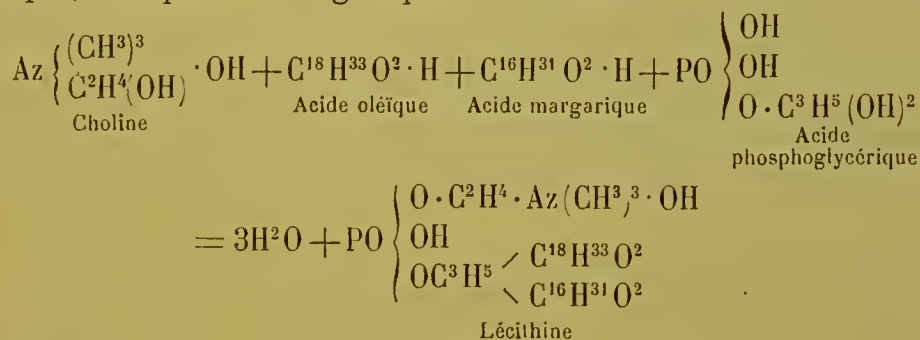 Az { (CH³)³ C²H⁴(OH) · OH + C¹⁸H³³O² · H + C¹⁶H³¹O² · H + PO { OH OH O · C³H⁵(OH)²
Choline Acide oléïque Acide margarique Acide phosphoglycérique
= 3H²O + PO { O · C²H⁴ · Az(CH³)³ · OH
OH
OC³H⁵ C¹⁸H³³O²
C¹⁶H³¹O²
Lécithine